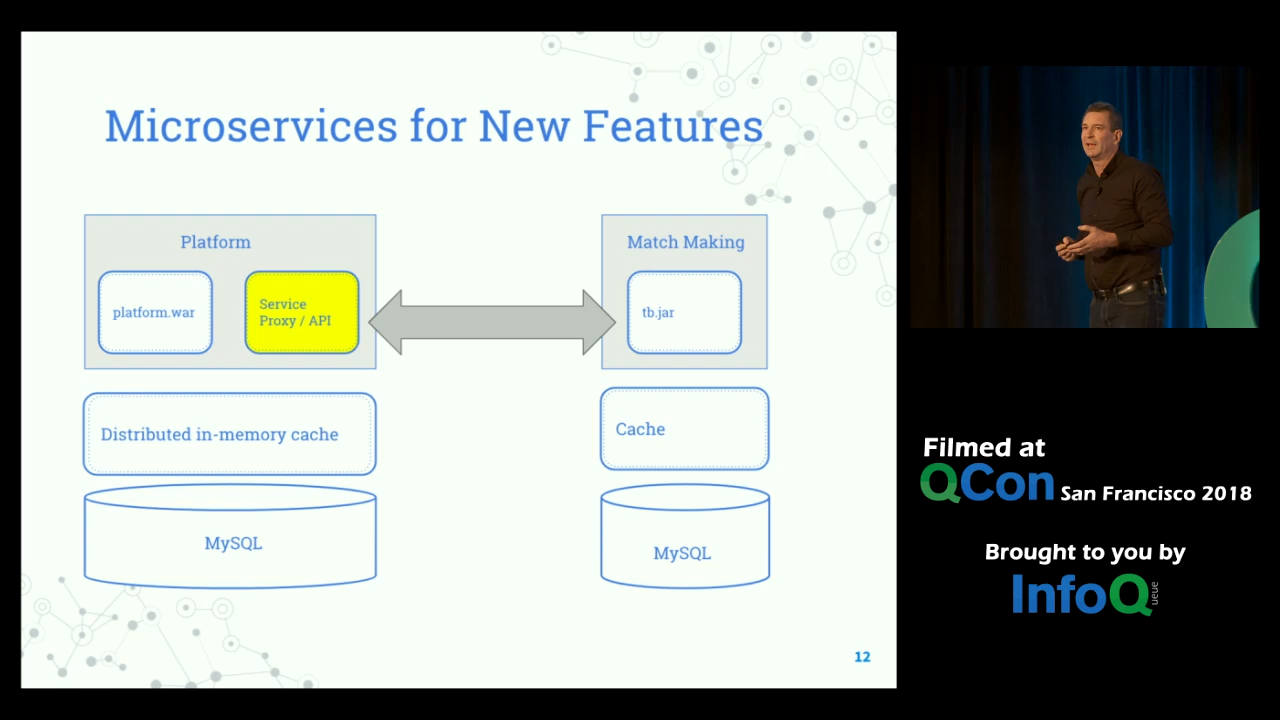 Microservices for New Features
Platform
platform.war
Service
Proxy / API
Distributed in-memory cache
MySQL
Match Making
tb.jar
Cache
MySQL
12
Filmed at
QCon San Francisco 2018
Brought to you by
InfoQueue